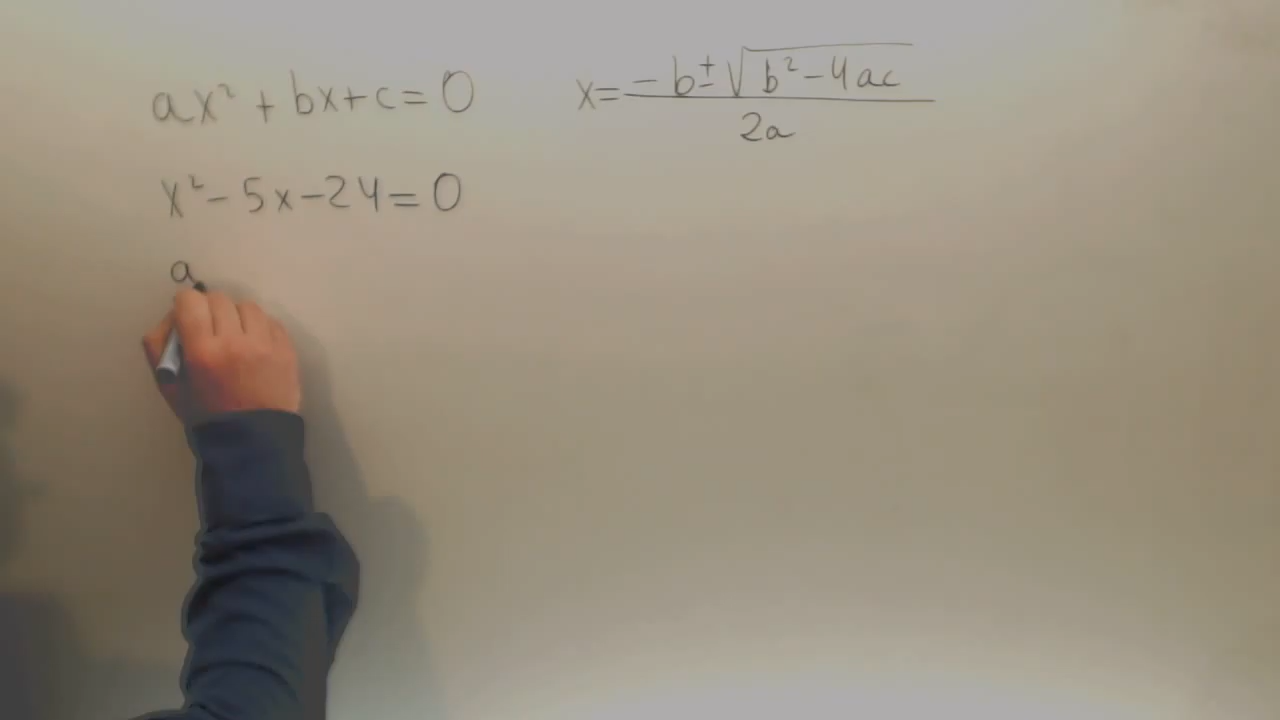 ax² + bx + c = 0
x = (-b ± √(b² - 4ac)) / 2a
x² - 5x - 24 = 0
a